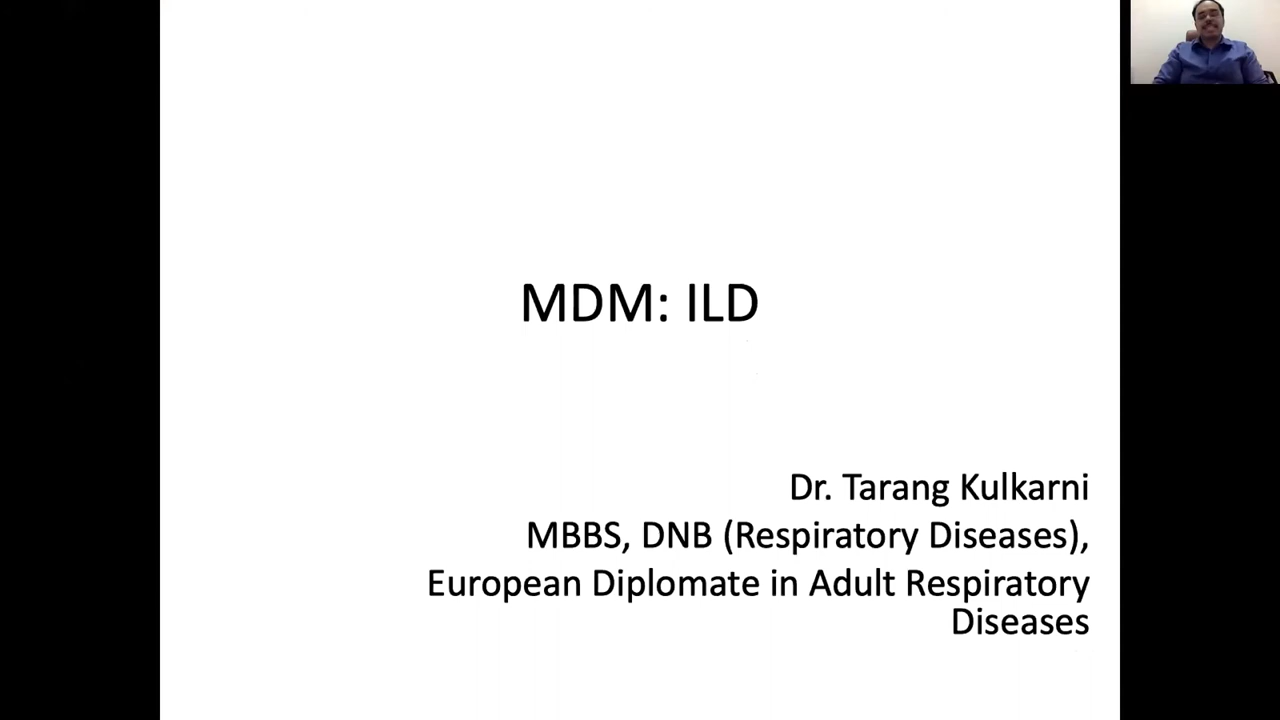 MDM: ILD
Dr. Tarang Kulkarni
MBBS, DNB (Respiratory Diseases),
European Diplomate in Adult Respiratory
Diseases